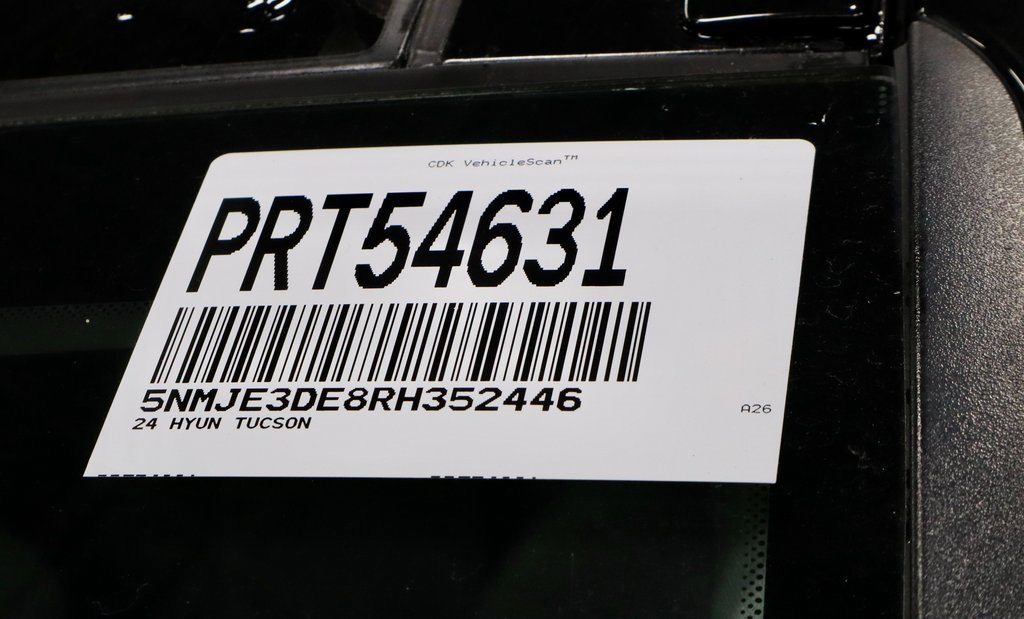 CDK VehicleScan™
PRT54631
5NMJE3DE8RH352446
24 HYUN TUCSON
A26